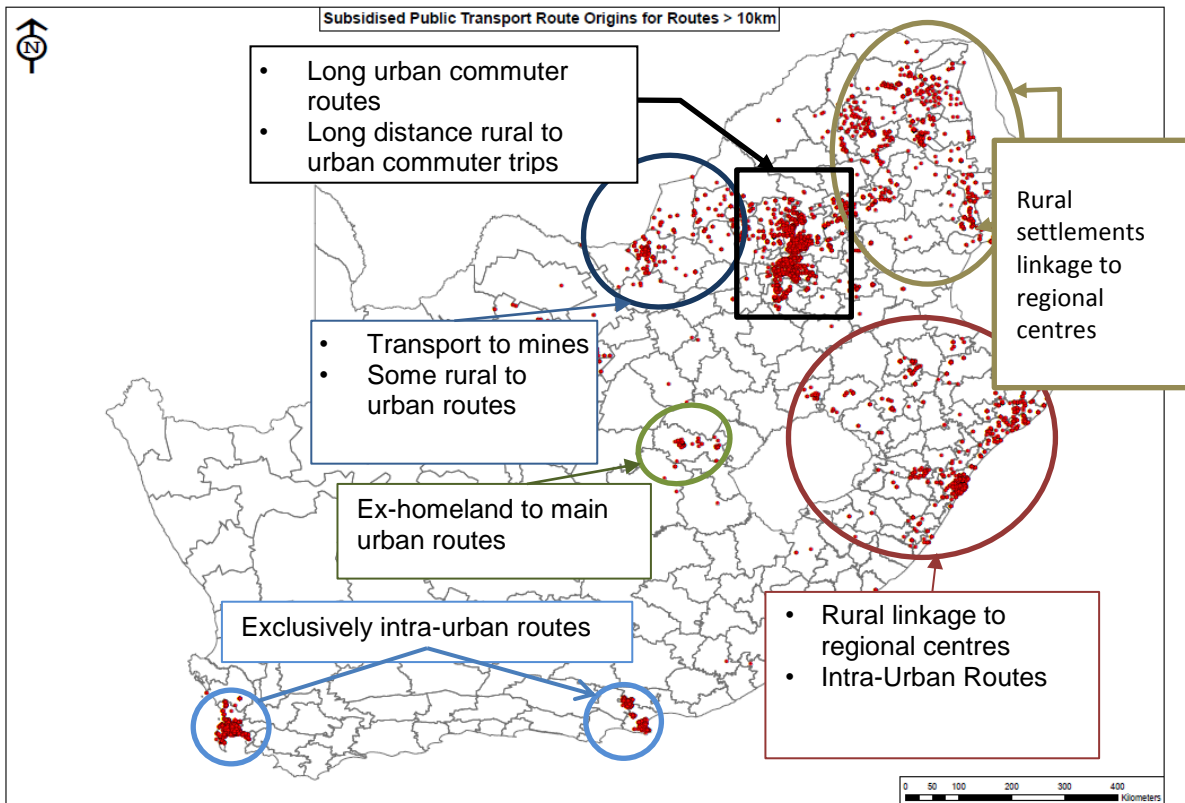 Subsidised Public Transport Route Origins for Routes > 10km
N
• Long urban commuter
routes
• Long distance rural to
urban commuter trips
Rural
settlements
linkage to
regional
centres
• Transport to mines
• Some rural to
urban routes
Ex-homeland to main
urban routes
Exclusively intra-urban routes
• Rural linkage to
regional centres
• Intra-Urban Routes
0 50 100 200 300 400
Kilometers